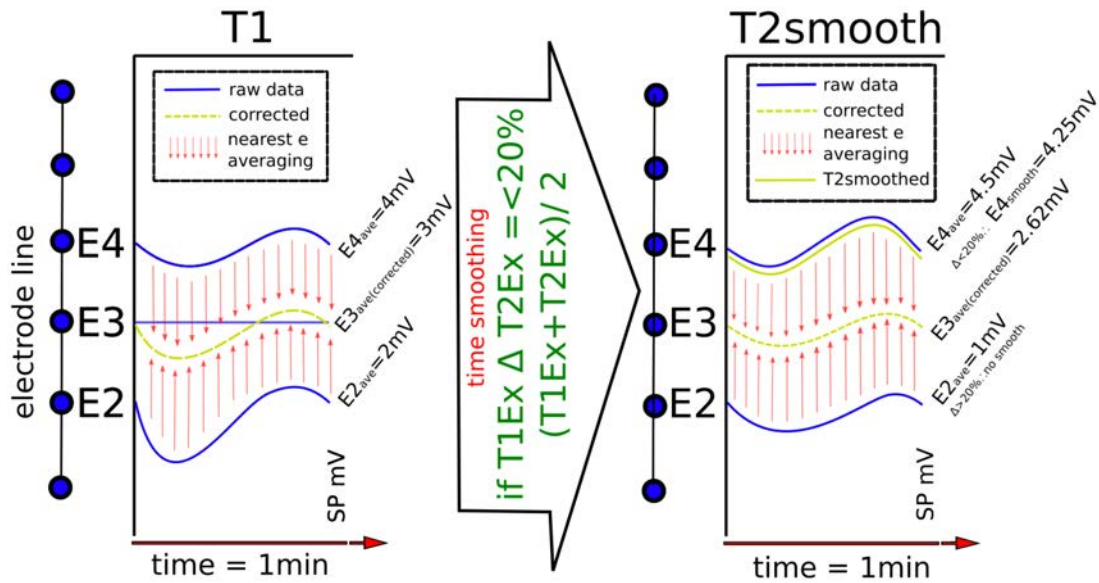 T1
raw data
corrected
nearest e
averaging
electrode line
E4
E3
E2
E4ave=4mV
E3ave(corrected)=3mV
E2ave=2mV
SP mV
time = 1min
time smoothing
if T1Ex Δ T2Ex =<20%
(T1Ex+T2Ex)/ 2
T2smooth
raw data
corrected
nearest e
averaging
T2smoothed
E4
E3
E2
E4ave=4.5mV
Δ<20%∴ E4smooth=4.25mV
E3ave(corrected)=2.62mV
E2ave=1mV
Δ>20%∴no smooth
SP mV
time = 1min